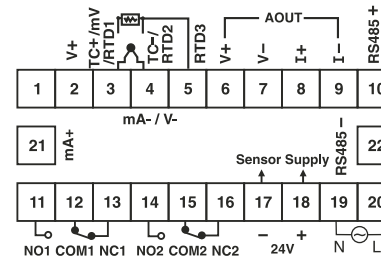 V+ TC+/mV /RTD1 TC-/ RTD2 RTD3 AOUT V+ V- I+ I- RS485+
1 2 3 4 5 6 7 8 9 10
mA- / V-
21 mA+ RS485- 22
Sensor Supply
11 12 13 14 15 16 17 18 19 20
NO1 COM1 NC1 NO2 COM2 NC2 - 24V + N L